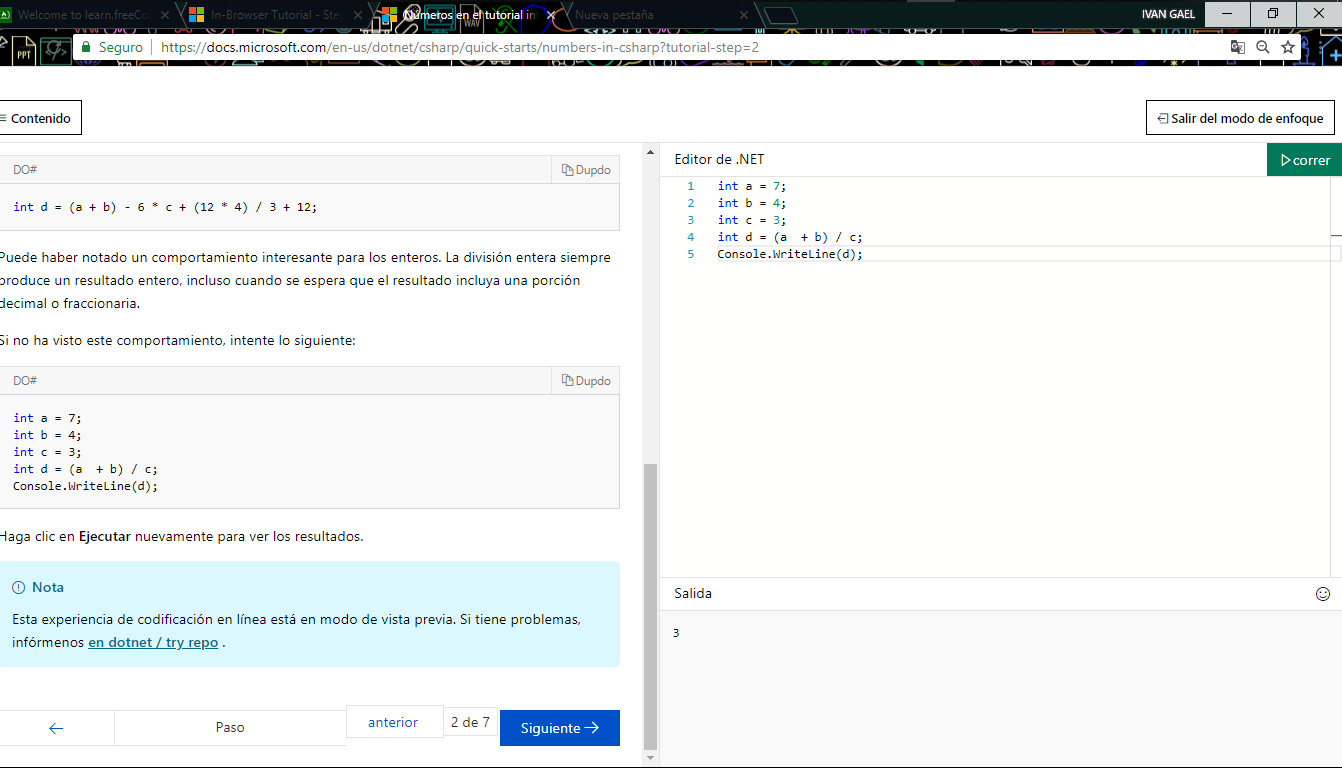 Welcome to learn.freeCo
In-Browser Tutorial - Ste
Números en el tutorial in
Nueva pestaña
IVAN GAEL
PPT
WAV
Seguro
https://docs.microsoft.com/en-us/dotnet/csharp/quick-starts/numbers-in-csharp?tutorial-step=2
Contenido
Salir del modo de enfoque
DO#
Dupdo
int d = (a + b) - 6 * c + (12 * 4) / 3 + 12;
Puede haber notado un comportamiento interesante para los enteros. La división entera siempre
produce un resultado entero, incluso cuando se espera que el resultado incluya una porción
decimal o fraccionaria.
Si no ha visto este comportamiento, intente lo siguiente:
DO#
Dupdo
int a = 7;
int b = 4;
int c = 3;
int d = (a  + b) / c;
Console.WriteLine(d);
Haga clic en Ejecutar nuevamente para ver los resultados.
Nota
Esta experiencia de codificación en línea está en modo de vista previa. Si tiene problemas,
infórmenos en dotnet / try repo .
Paso
anterior
2 de 7
Siguiente
Editor de .NET
correr
1 int a = 7;
2 int b = 4;
3 int c = 3;
4 int d = (a  + b) / c;
5 Console.WriteLine(d);
Salida
3